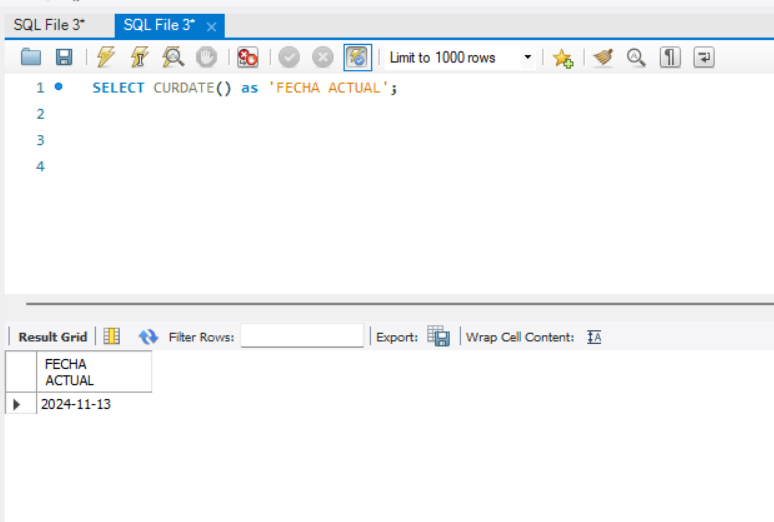 SQL File 3* SQL File 3* ×
Limit to 1000 rows
1 SELECT CURDATE() as 'FECHA ACTUAL';
2
3
4
Result Grid Filter Rows: Export: Wrap Cell Content: IA
FECHA
ACTUAL
2024-11-13